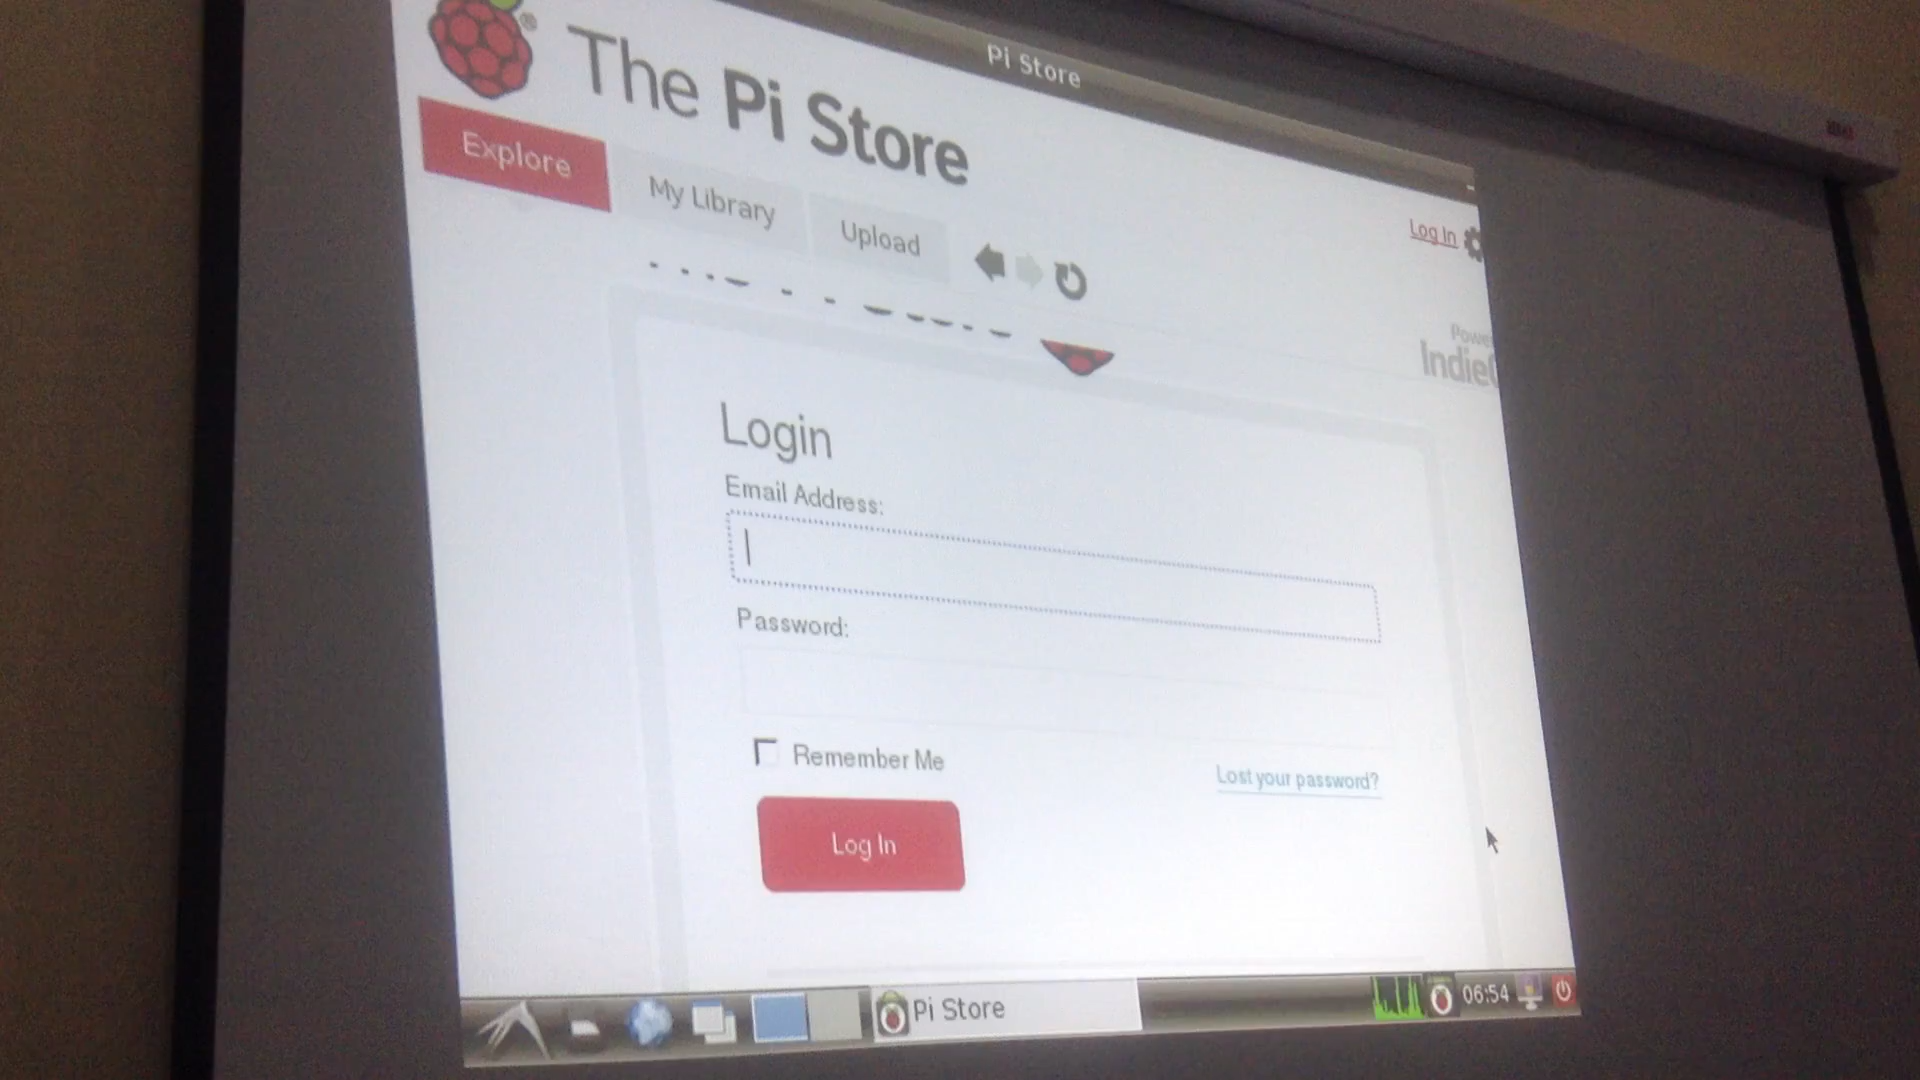 Pi Store
The Pi Store
Explore
My Library
Upload
Log In
Login
Email Address:
Password:
Remember Me
Lost your password?
Log In
Pi Store
06:54